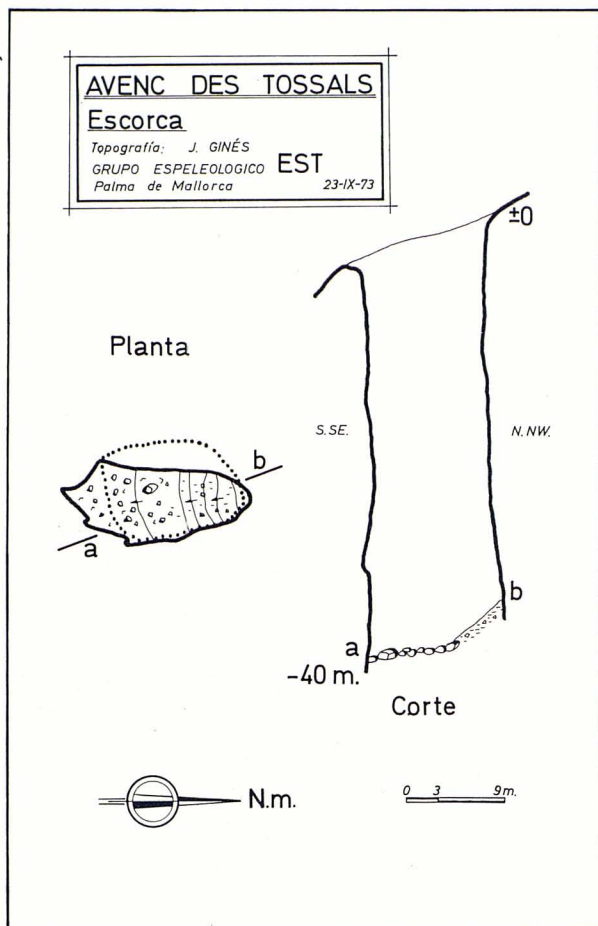 AVENC DES TOSSALS
Escorca
Topografía: J. GINÉS
GRUPO ESPELEOLOGICO EST
Palma de Mallorca 23-IX-73
±0
Planta
S.SE.
N.NW.
b
a
b
a
-40 m.
Corte
N.m.
0 3 9m.